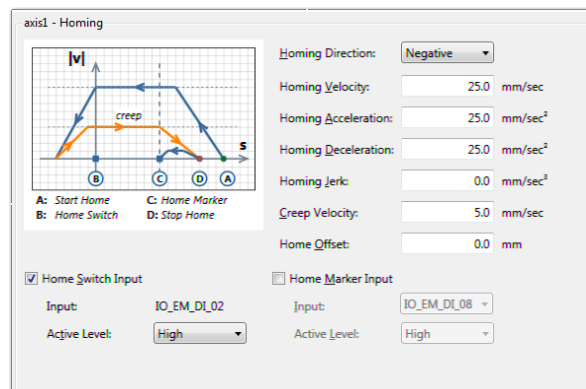 axis1 - Homing
|v|
creep
s
B C D A
A: Start Home C: Home Marker
B: Home Switch D: Stop Home
Homing Direction: Negative
Homing Velocity: 25.0 mm/sec
Homing Acceleration: 25.0 mm/sec²
Homing Deceleration: 25.0 mm/sec²
Homing Jerk: 0.0 mm/sec³
Creep Velocity: 5.0 mm/sec
Home Offset: 0.0 mm
Home Switch Input
Input: IO_EM_DI_02
Active Level: High
Home Marker Input
Input: IO_EM_DI_08
Active Level: High